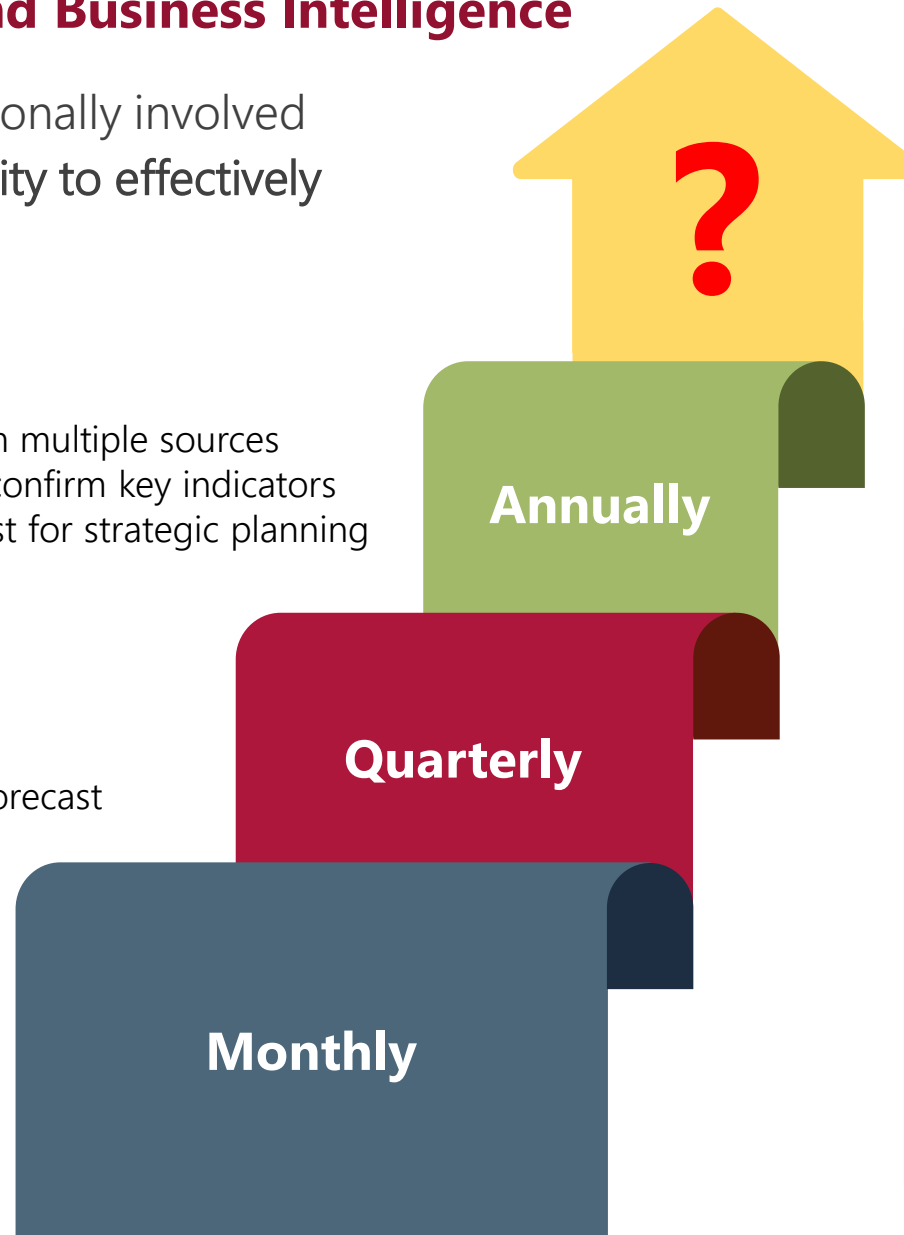 nd Business Intelligence
onally involved
ity to effectively
?
n multiple sources
confirm key indicators
st for strategic planning
Annually
Quarterly
orecast
Monthly